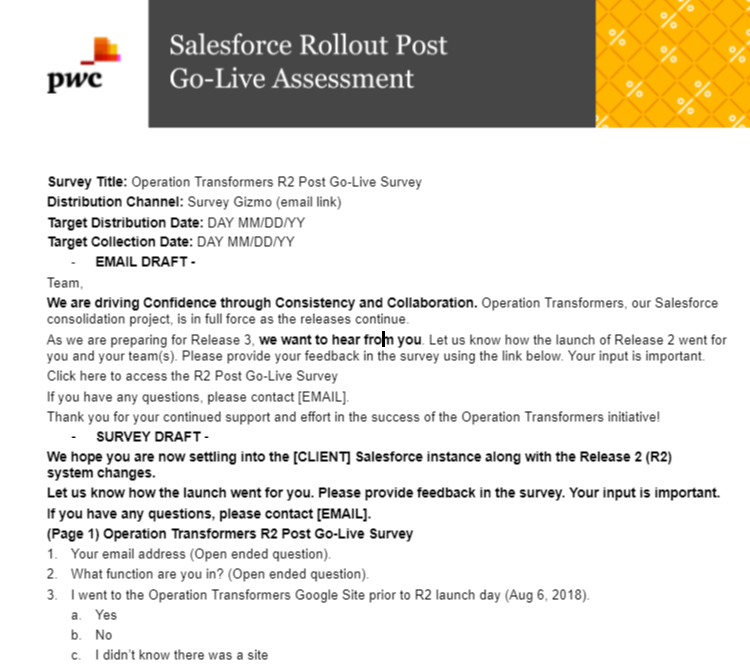 pwc
Salesforce Rollout Post
Go-Live Assessment
Survey Title: Operation Transformers R2 Post Go-Live Survey
Distribution Channel: Survey Gizmo (email link)
Target Distribution Date: DAY MM/DD/YY
Target Collection Date: DAY MM/DD/YY
- EMAIL DRAFT -
Team,
We are driving Confidence through Consistency and Collaboration. Operation Transformers, our Salesforce
consolidation project, is in full force as the releases continue.
As we are preparing for Release 3, we want to hear from you. Let us know how the launch of Release 2 went for
you and your team(s). Please provide your feedback in the survey using the link below. Your input is important.
Click here to access the R2 Post Go-Live Survey
If you have any questions, please contact [EMAIL].
Thank you for your continued support and effort in the success of the Operation Transformers initiative!
- SURVEY DRAFT -
We hope you are now settling into the [CLIENT] Salesforce instance along with the Release 2 (R2)
system changes.
Let us know how the launch went for you. Please provide feedback in the survey. Your input is important.
If you have any questions, please contact [EMAIL].
(Page 1) Operation Transformers R2 Post Go-Live Survey
1. Your email address (Open ended question).
2. What function are you in? (Open ended question).
3. I went to the Operation Transformers Google Site prior to R2 launch day (Aug 6, 2018).
a. Yes
b. No
c. I didn't know there was a site